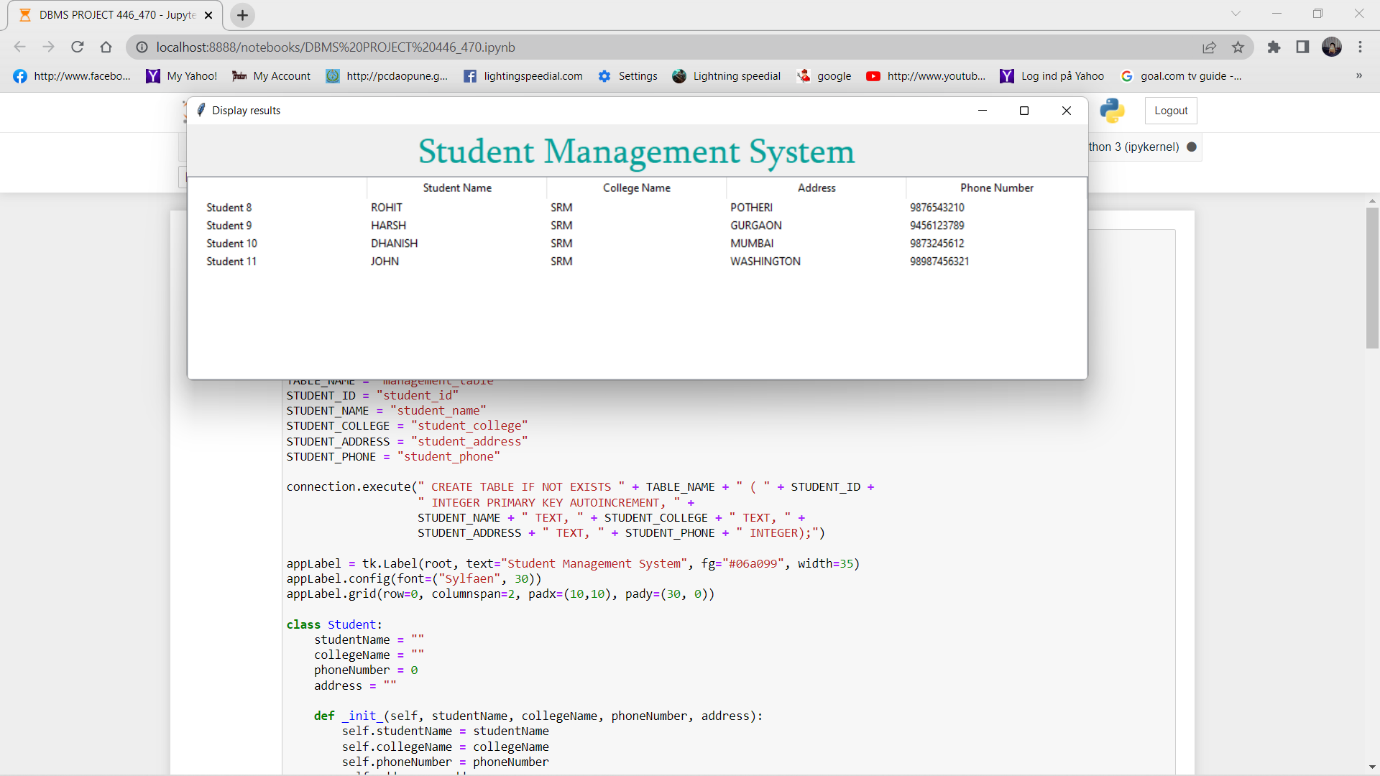 DBMS PROJECT 446_470 - Jupyte
localhost:8888/notebooks/DBMS%20PROJECT%20446_470.ipynb
http://www.facebo... My Yahoo! My Account http://pcdaopune.g... lightingspeedial.com Settings Lightning speedial google http://www.youtub... Log ind på Yahoo goal.com tv guide -...
Display results
Logout
thon 3 (ipykernel)
Student Management System
Student Name College Name Address Phone Number
Student 8 ROHIT SRM POTHERI 9876543210
Student 9 HARSH SRM GURGAON 9456123789
Student 10 DHANISH SRM MUMBAI 9873245612
Student 11 JOHN SRM WASHINGTON 98987456321
TABLE_NAME = "management_table"
STUDENT_ID = "student_id"
STUDENT_NAME = "student_name"
STUDENT_COLLEGE = "student_college"
STUDENT_ADDRESS = "student_address"
STUDENT_PHONE = "student_phone"
connection.execute(" CREATE TABLE IF NOT EXISTS " + TABLE_NAME + " ( " + STUDENT_ID +
" INTEGER PRIMARY KEY AUTOINCREMENT, " +
STUDENT_NAME + " TEXT, " + STUDENT_COLLEGE + " TEXT, " +
STUDENT_ADDRESS + " TEXT, " + STUDENT_PHONE + " INTEGER);")
appLabel = tk.Label(root, text="Student Management System", fg="#06a099", width=35)
appLabel.config(font=("Sylfaen", 30))
appLabel.grid(row=0, columnspan=2, padx=(10,10), pady=(30, 0))
class Student:
studentName = ""
collegeName = ""
phoneNumber = 0
address = ""
def _init_(self, studentName, collegeName, phoneNumber, address):
self.studentName = studentName
self.collegeName = collegeName
self.phoneNumber = phoneNumber